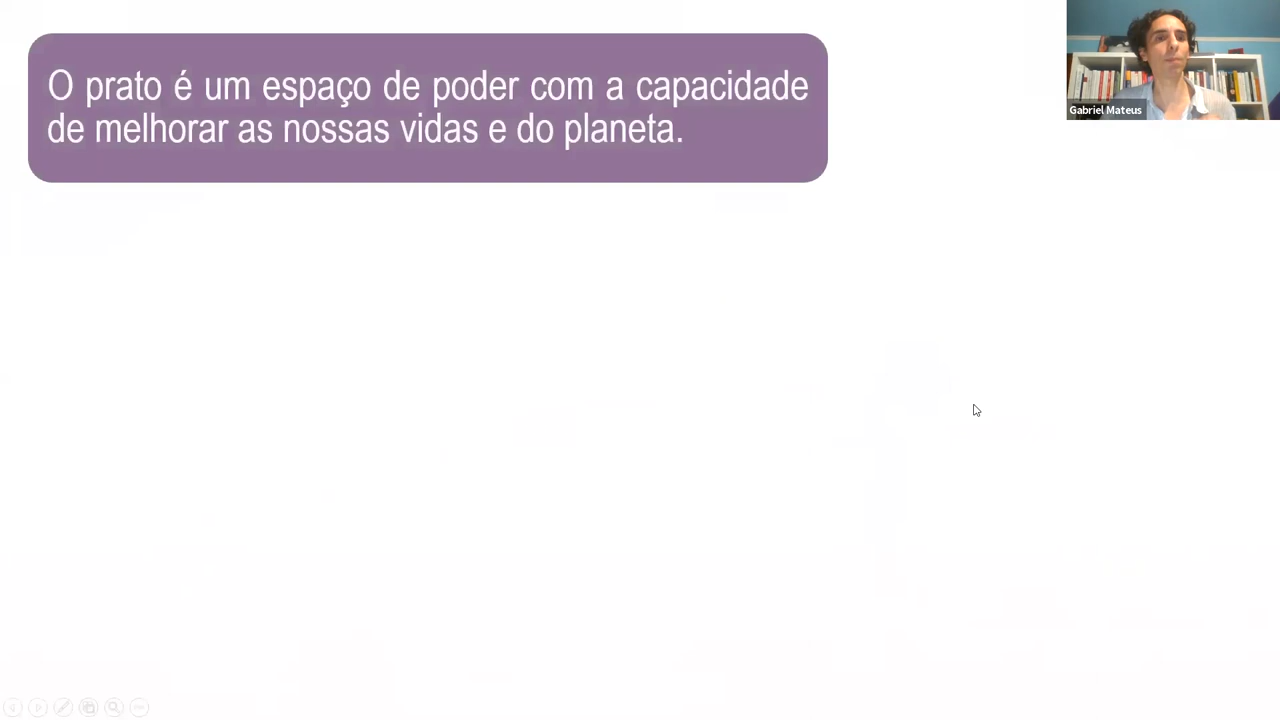 O prato é um espaço de poder com a capacidade
de melhorar as nossas vidas e do planeta.
Gabriel Mateus